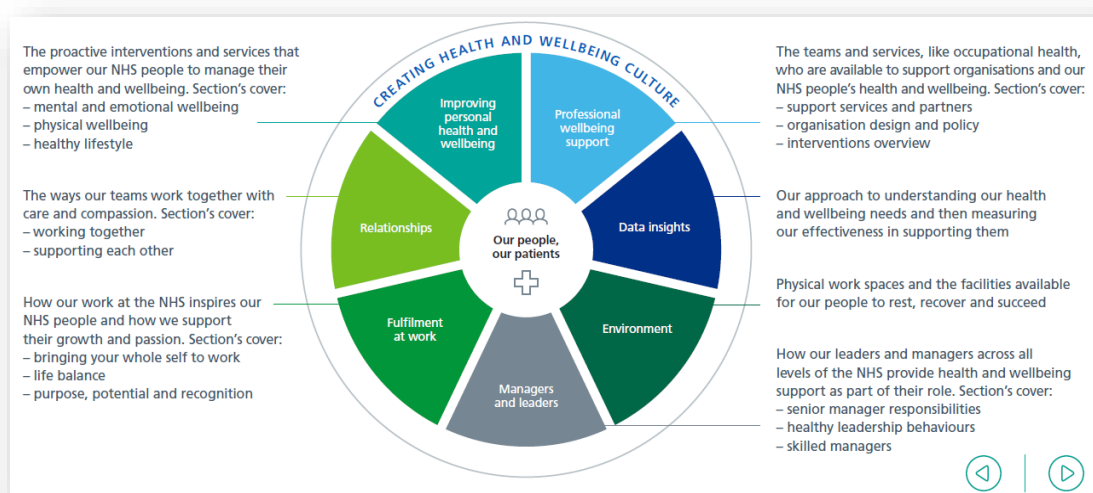 CREATING HEALTH AND WELLBEING CULTURE
The proactive interventions and services that
empower our NHS people to manage their
own health and wellbeing. Section's cover:
– mental and emotional wellbeing
– physical wellbeing
– healthy lifestyle
The ways our teams work together with
care and compassion. Section's cover:
– working together
– supporting each other
How our work at the NHS inspires our
NHS people and how we support
their growth and passion. Section's cover:
– bringing your whole self to work
– life balance
– purpose, potential and recognition
Improving
personal
health and
wellbeing
Professional
wellbeing
support
Relationships
Data insights
Our people,
our patients
Fulfilment
at work
Environment
Managers
and leaders
The teams and services, like occupational health,
who are available to support organisations and our
NHS people's health and wellbeing. Section's cover:
– support services and partners
– organisation design and policy
– interventions overview
Our approach to understanding our health
and wellbeing needs and then measuring
our effectiveness in supporting them
Physical work spaces and the facilities available
for our people to rest, recover and succeed
How our leaders and managers across all
levels of the NHS provide health and wellbeing
support as part of their role. Section's cover:
– senior manager responsibilities
– healthy leadership behaviours
– skilled managers